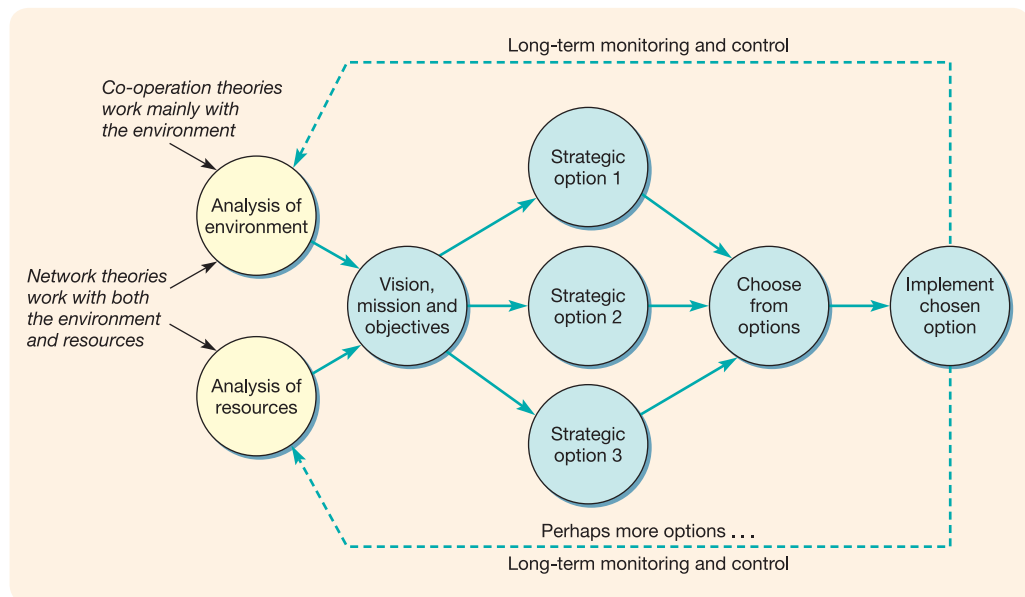 Long-term monitoring and control
Co-operation theories
work mainly with
the environment
Analysis of
environment
Network theories
work with both
the environment
and resources
Analysis of
resources
Vision,
mission and
objectives
Strategic
option 1
Strategic
option 2
Strategic
option 3
Choose
from
options
Implement
chosen
option
Perhaps more options ...
Long-term monitoring and control